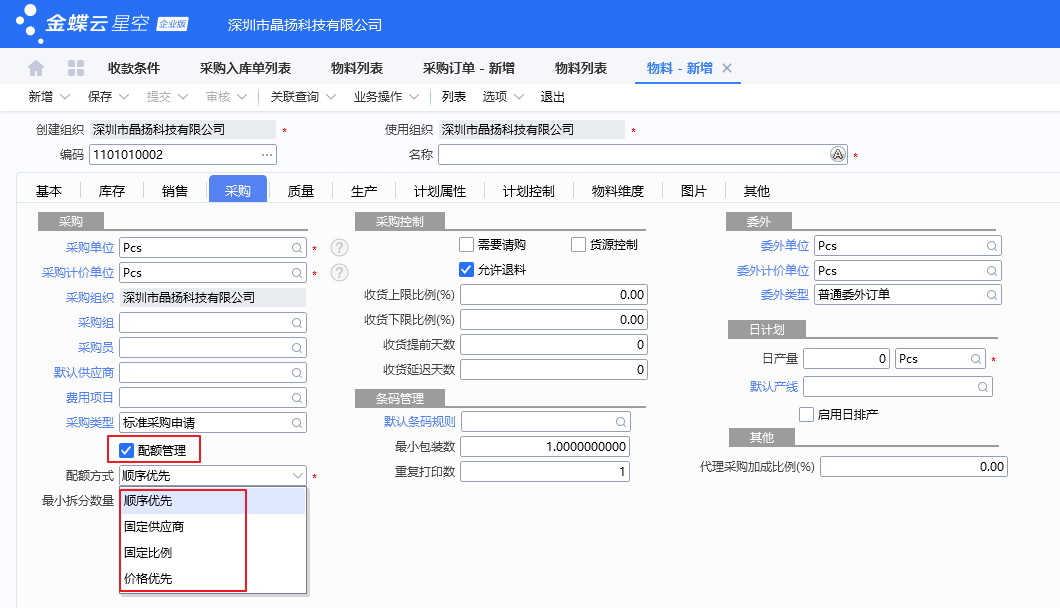 金蝶云 星空 企业版 深圳市晶扬科技有限公司
收款条件 采购入库单列表 物料列表 采购订单 - 新增 物料列表 物料 - 新增
新增 保存 提交 审核 关联查询 业务操作 列表 选项 退出
创建组织 深圳市晶扬科技有限公司 * 使用组织 深圳市晶扬科技有限公司 *
编码 1101010002 ... 名称 A *
基本 库存 销售 采购 质量 生产 计划属性 计划控制 物料维度 图片 其他
采购 采购控制 委外
采购单位 Pcs * ? 需要请购 货源控制 委外单位 Pcs
采购计价单位 Pcs * ? 允许退料 委外计价单位 Pcs
采购组织 深圳市晶扬科技有限公司 收货上限比例(%) 0.00 委外类型 普通委外订单
采购组 收货下限比例(%) 0.00 日计划
采购员 收货提前天数 0 日产量 0 Pcs *
默认供应商 收货延迟天数 0 默认产线
费用项目 条码管理 启用日排产
采购类型 标准采购申请 默认条码规则 其他
配额管理 最小包装数 1.0000000000 代理采购加成比例(%) 0.00
配额方式 顺序优先 * 重复打印数 1
最小拆分数量 顺序优先
固定供应商
固定比例
价格优先